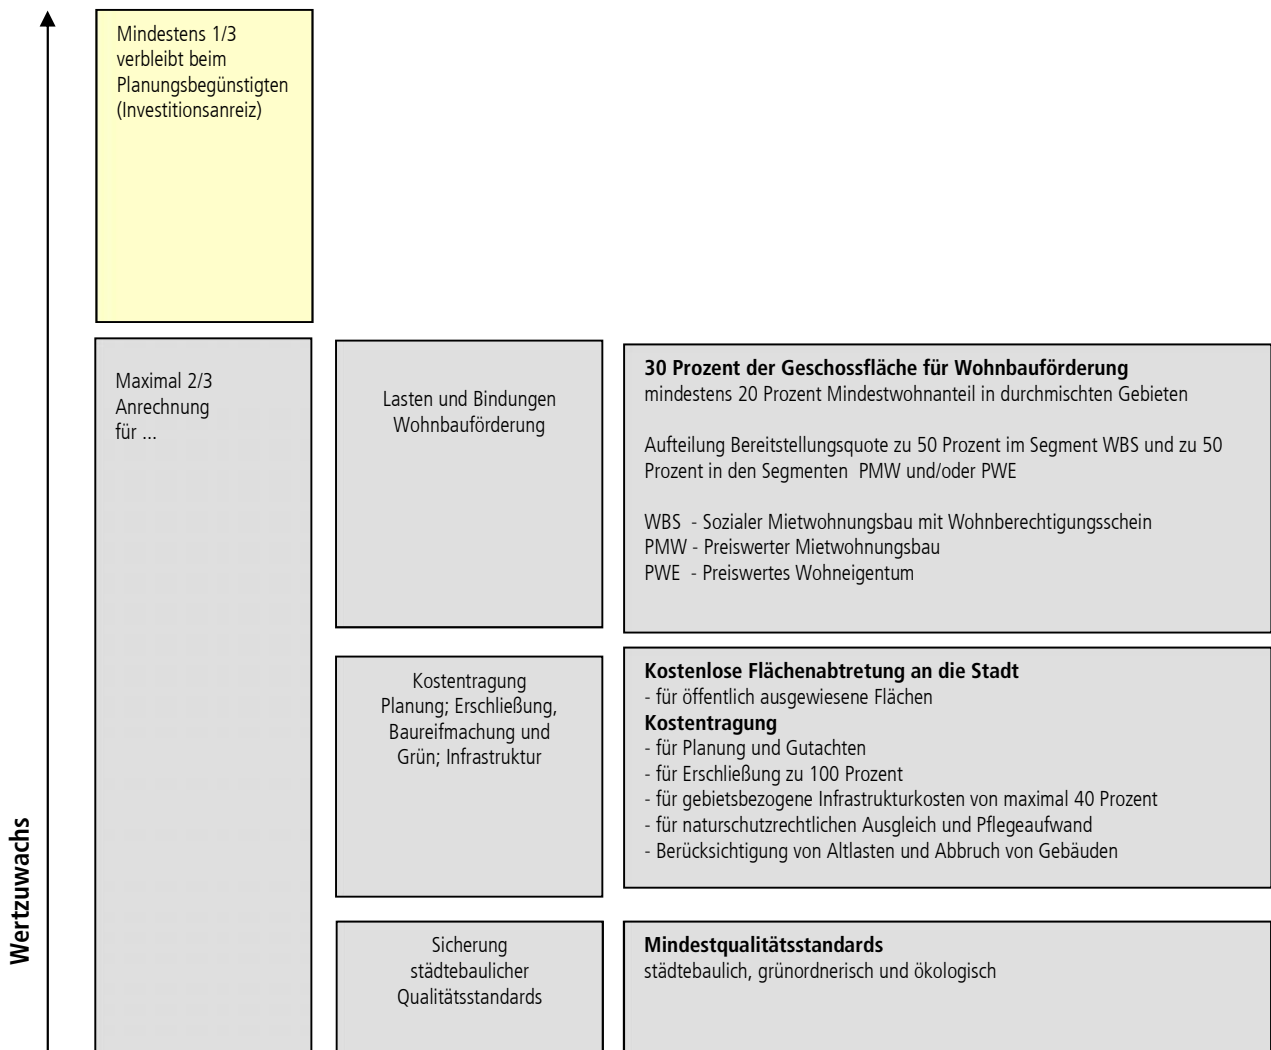 Mindestens 1/3
verbleibt beim
Planungsbegünstigten
(Investitionsanreiz)
Maximal 2/3
Anrechnung
für ...
Lasten und Bindungen
Wohnbauförderung
30 Prozent der Geschossfläche für Wohnbauförderung
mindestens 20 Prozent Mindestwohnanteil in durchmischten Gebieten
Aufteilung Bereitstellungsquote zu 50 Prozent im Segment WBS und zu 50
Prozent in den Segmenten  PMW und/oder PWE
WBS  - Sozialer Mietwohnungsbau mit Wohnberechtigungsschein
PMW - Preiswerter Mietwohnungsbau
PWE  - Preiswertes Wohneigentum
Kostentragung
Planung; Erschließung,
Baureifmachung und
Grün; Infrastruktur
Kostenlose Flächenabtretung an die Stadt
- für öffentlich ausgewiesene Flächen
Kostentragung
- für Planung und Gutachten
- für Erschließung zu 100 Prozent
- für gebietsbezogene Infrastrukturkosten von maximal 40 Prozent
- für naturschutzrechtlichen Ausgleich und Pflegeaufwand
- Berücksichtigung von Altlasten und Abbruch von Gebäuden
Wertzuwachs
Sicherung
städtebaulicher
Qualitätsstandards
Mindestqualitätsstandards
städtebaulich, grünordnerisch und ökologisch